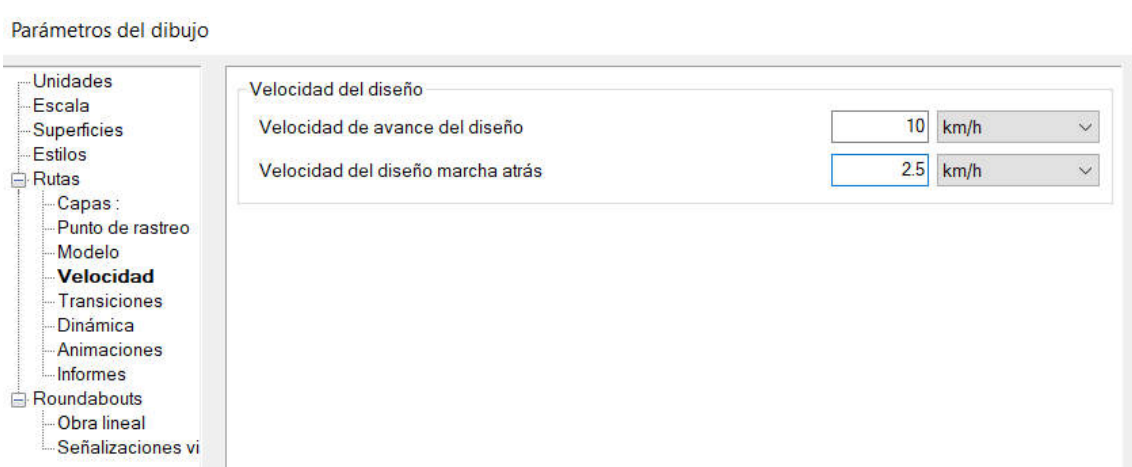 Parámetros del dibujo
Unidades
Escala
Superficies
Estilos
Rutas
Capas :
Punto de rastreo
Modelo
Velocidad
Transiciones
Dinámica
Animaciones
Informes
Roundabouts
Obra lineal
Señalizaciones vi
Velocidad del diseño
Velocidad de avance del diseño 10 km/h
Velocidad del diseño marcha atrás 2.5 km/h